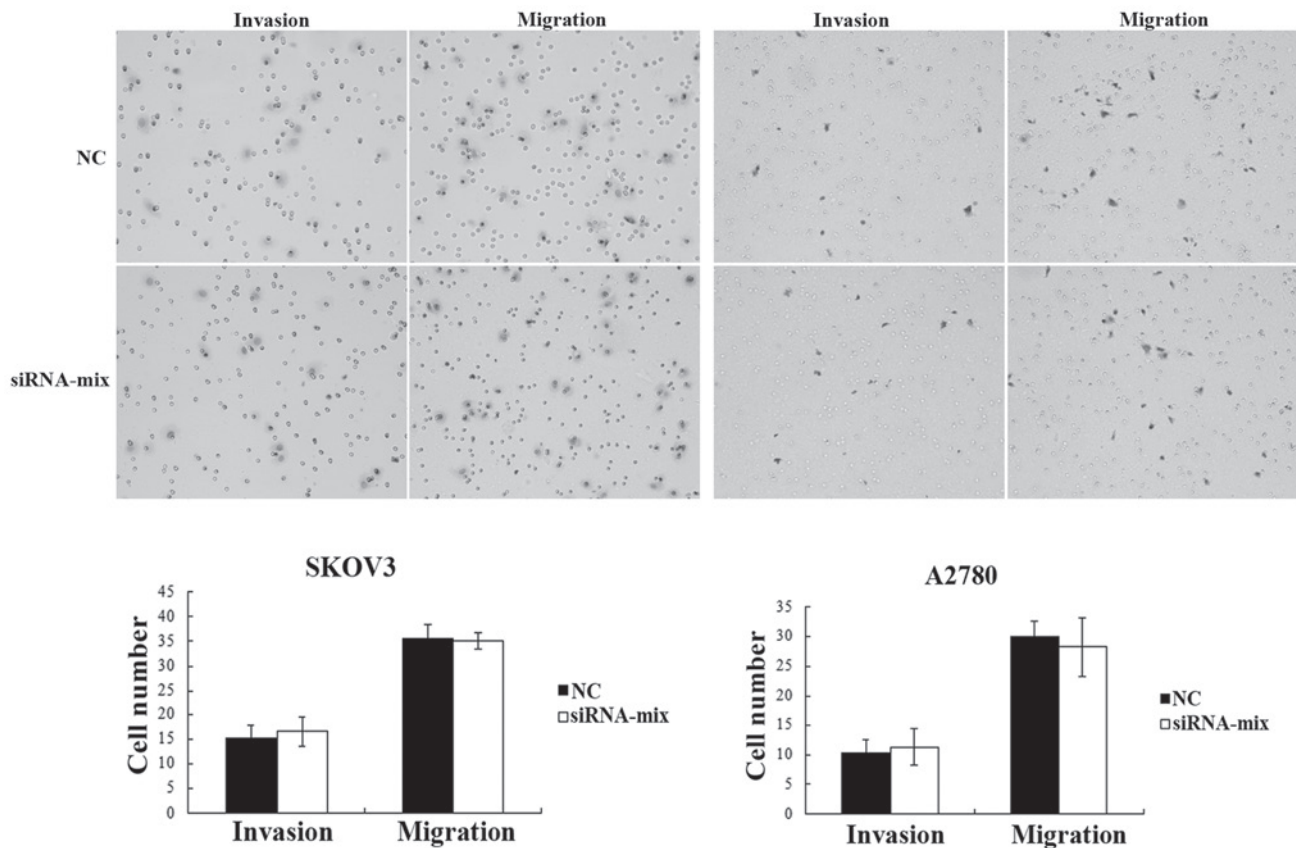 Invasion Migration Invasion Migration
NC
siRNA-mix
SKOV3
45
40
35
30
25
20
15
10
5
0
Cell number
Invasion Migration
NC
siRNA-mix
A2780
35
30
25
20
15
10
5
0
Cell number
Invasion Migration
NC
siRNA-mix